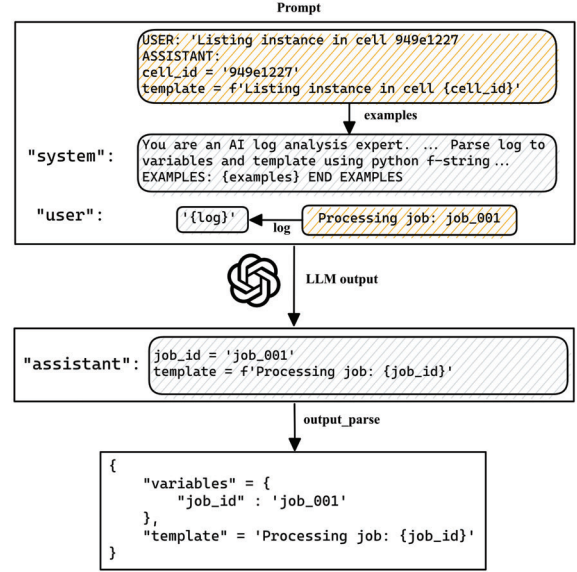 Prompt
USER: 'Listing instance in cell 949e1227
ASSISTANT:
cell_id = '949e1227'
template = f'Listing instance in cell {cell_id}'
examples
"system":
You are an AI log analysis expert. ... Parse log to
variables and template using python f-string...
EXAMPLES: {examples} END EXAMPLES
"user":
'{log}'
log
Processing job: job_001
LLM output
"assistant":
job_id = 'job_001'
template = f'Processing job: {job_id}'
output_parse
{
"variables" = {
"job_id" : 'job_001'
},
"template" = 'Processing job: {job_id}'
}